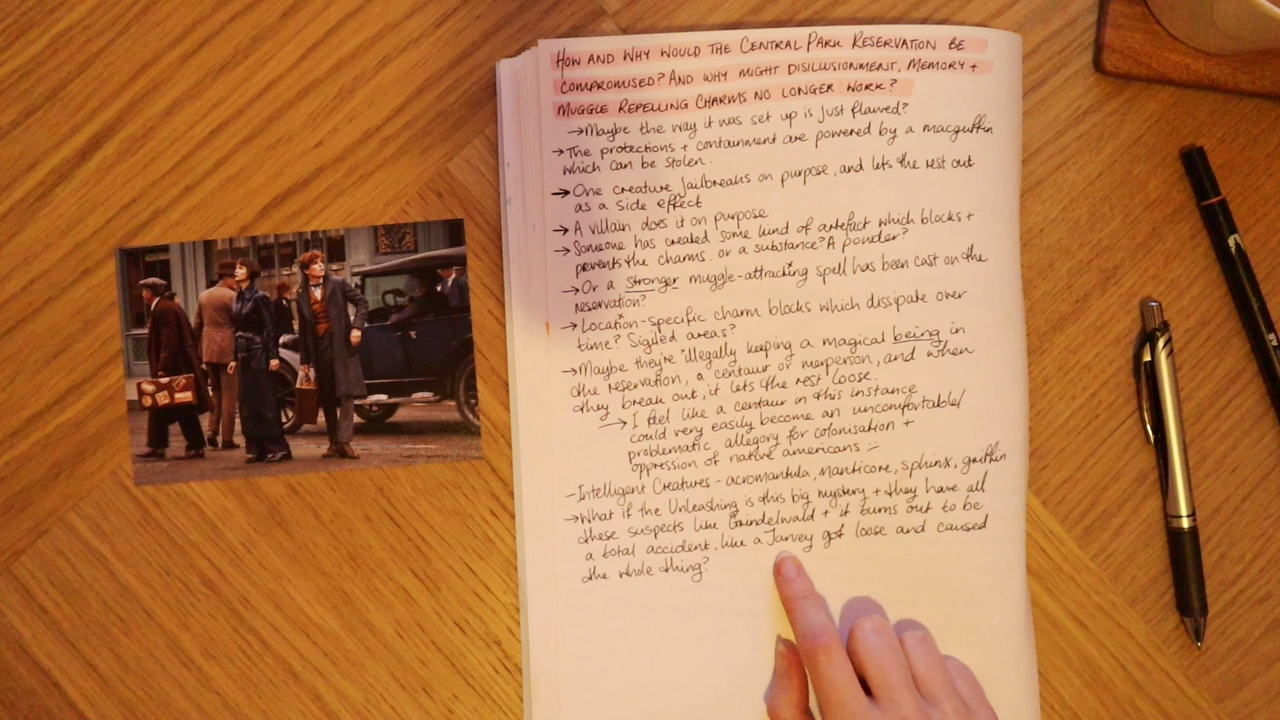 HOW AND WHY WOULD THE CENTRAL PARK RESERVATION BE
COMPROMISED? AND WHY MIGHT DISILLUSIONMENT, MEMORY +
MUGGLE REPELLING CHARMS NO LONGER WORK?
→Maybe the way it was set up is just flawed?
→The protections + containment are powered by a macguffin
which can be stolen.
→One creature jailbreaks on purpose, and lets the rest out
as a side effect
→ A villain does it on purpose
→ Someone has created some kind of artefact which blocks +
prevents the charms. or a substance? A powder?
→Or a stronger muggle-attracting spell has been cast on the
reservation?
→ Location-specific charm blocks which dissipate over
time? Sigiled areas?
→Maybe they're illegally keeping a magical being in
the reservation, a centaur or merperson, and when
they break out, it lets the rest loose.
→ I feel like a centaur in this instance
could very easily become an uncomfortable/
problematic allegory for colonisation +
oppression of native americans :-
-Intelligent Creatures - acromantula, manticore, sphinx, griffin
→What if the Unleashing is this big mystery + they have all
these suspects like Grindelwald + it turns out to be
a total accident, like a Jarvey got loose and caused
the whole thing?